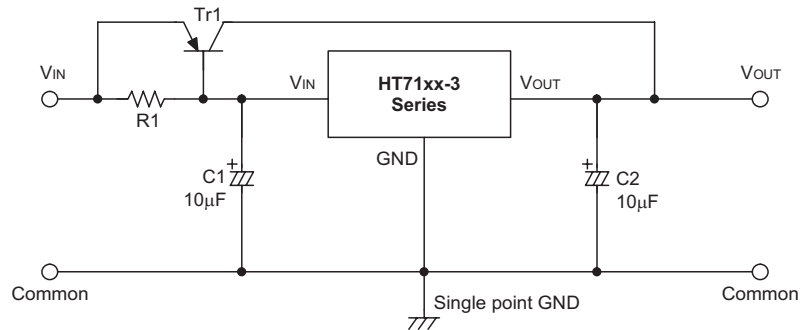 Tr1
VIN
R1
VIN
HT71xx-3
Series
VOUT
VOUT
GND
C1
10μF
C2
10μF
Common
Single point GND
Common